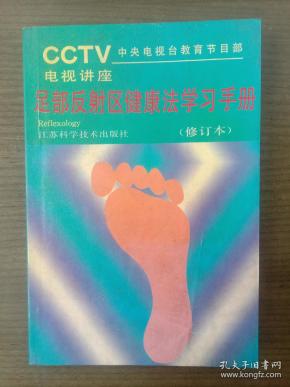 CCTV 中央电视台教育节目部
电视讲座
足部反射区健康法学习手册
Reflexology
江苏科学技术出版社
（修订本）
孔夫子旧书网